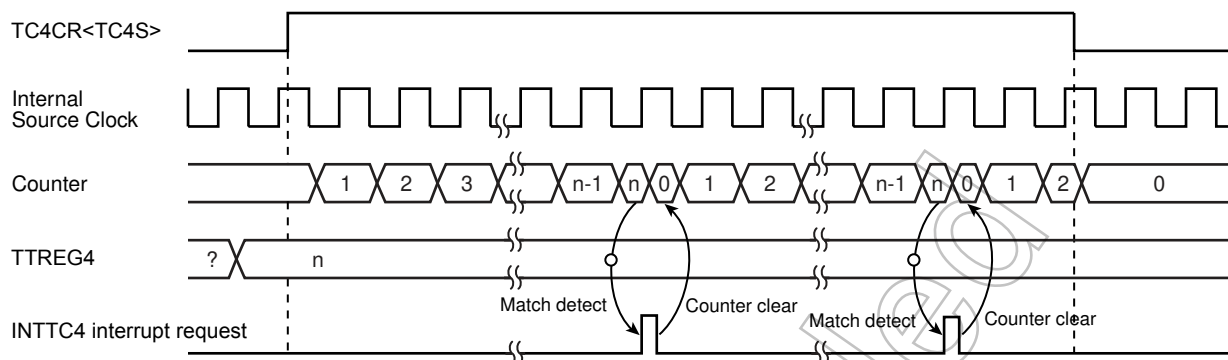 TC4CR<TC4S>
Internal
Source Clock
Counter
1 2 3 n-1 n 0 1 2 n-1 n 0 1 2 0
TTREG4
? n
Match detect Counter clear Match detect Counter clear
INTTC4 interrupt request